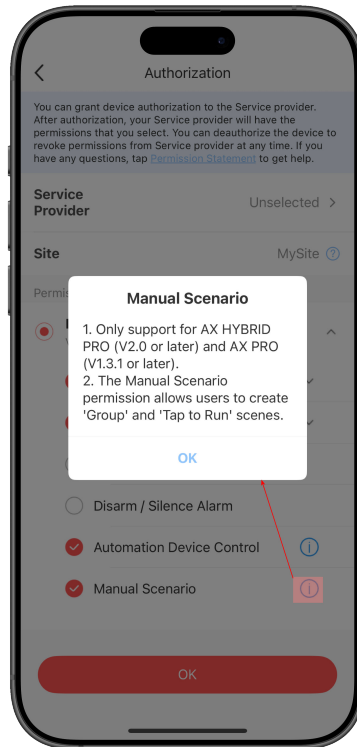 Authorization
You can grant device authorization to the Service provider.
After authorization, your Service provider will have the
permissions that you select. You can deauthorize the device to
revoke permissions from Service provider at any time. If you
have any questions, tap Permission Statement to get help.
Service
Provider
Unselected
Site
MySite
Permis
Manual Scenario
1. Only support for AX HYBRID
PRO (V2.0 or later) and AX PRO
(V1.3.1 or later).
2. The Manual Scenario
permission allows users to create
'Group' and 'Tap to Run' scenes.
OK
Disarm / Silence Alarm
Automation Device Control
Manual Scenario
OK